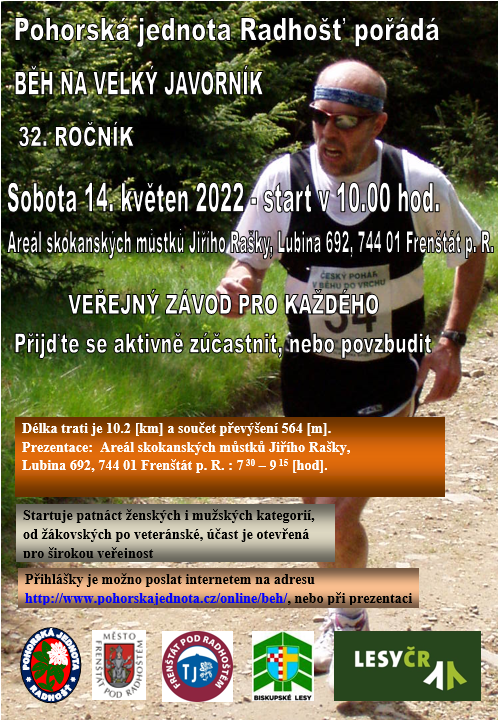 Pohorská jednota Radhošť pořádá
BĚH NA VELKÝ JAVORNÍK
32. ROČNÍK
Sobota 14. květen 2022 - start v 10.00 hod.
Areál skokanských můstků Jiřího Rašky, Lubina 692, 744 01 Frenštát p. R.
ČESKÝ POHÁR
V BĚHU DO VRCHU
54
VEŘEJNÝ ZÁVOD PRO KAŽDÉHO
Přijďte se aktivně zúčastnit, nebo povzbudit
Délka trati je 10.2 [km] a součet převýšení 564 [m].
Prezentace: Areál skokanských můstků Jiřího Rašky,
Lubina 692, 744 01 Frenštát p. R. : 7 30 – 9 15 [hod].
Startuje patnáct ženských i mužských kategorií,
od žákovských po veteránské, účast je otevřená
pro širokou veřejnost
Přihlášky je možno poslat internetem na adresu
http://www.pohorskajednota.cz/online/beh/, nebo při prezentaci
POHORSKÁ JEDNOTA
RADHOŠŤ
MĚSTO
FRENŠTÁT POD RADHOŠTĚM
FRENŠTÁT POD RADHOŠTĚM
TJ
BISKUPSKÉ LESY
LESY ČR